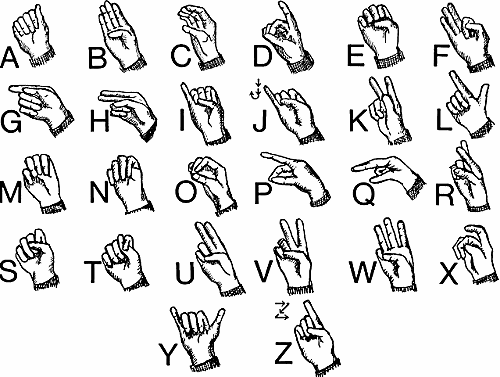 A B C D E F
G H I J K L
M N O P Q R
S T U V W X
Y Z